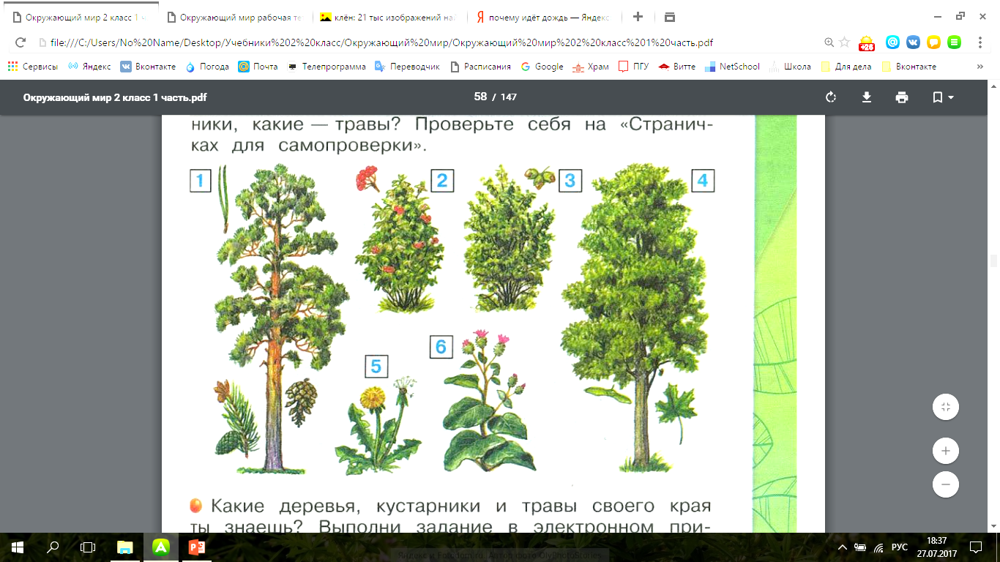 Окружающий мир 2 класс 1 ч
Окружающий мир рабочая те
клён: 21 тыс изображений най
почему идёт дождь — Яндекс
file:///C:/Users/No%20Name/Desktop/Учебники%202%20класс/Окружающий%20мир/Окружающий%20мир%202%20класс%201%20часть.pdf
+28
Сервисы
Яндекс
Вконтакте
Погода
Почта
Телепрограмма
Переводчик
Расписания
Google
Храм
ПГУ
Витте
NetSchool
Школа
Для дела
Вконтакте
»
Окружающий мир 2 класс 1 часть.pdf
58 / 147
ники, какие — травы? Проверьте себя на «Странич-
ках для самопроверки».
1
2
3
4
5
6
Какие деревья, кустарники и травы своего края
ты знаешь? Выполни задание в электронном при-
РУС
18:37
27.07.2017